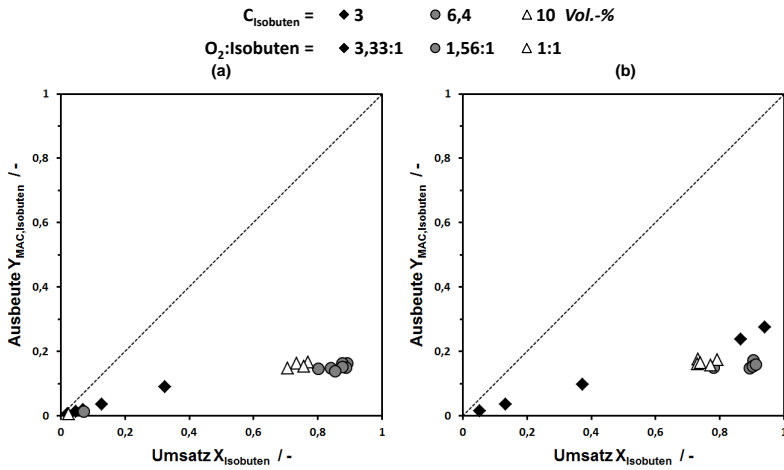 C_Isobuten = ◆ 3 ● 6,4 △ 10 Vol.-%
O₂:Isobuten = ◆ 3,33:1 ● 1,56:1 △ 1:1
(a) (b)
Ausbeute Y_MAC,Isobuten / -
1
0,8
0,6
0,4
0,2
0
0 0,2 0,4 0,6 0,8 1
Umsatz X_Isobuten / -
Ausbeute Y_MAC,Isobuten / -
1
0,8
0,6
0,4
0,2
0
0 0,2 0,4 0,6 0,8 1
Umsatz X_Isobuten / -